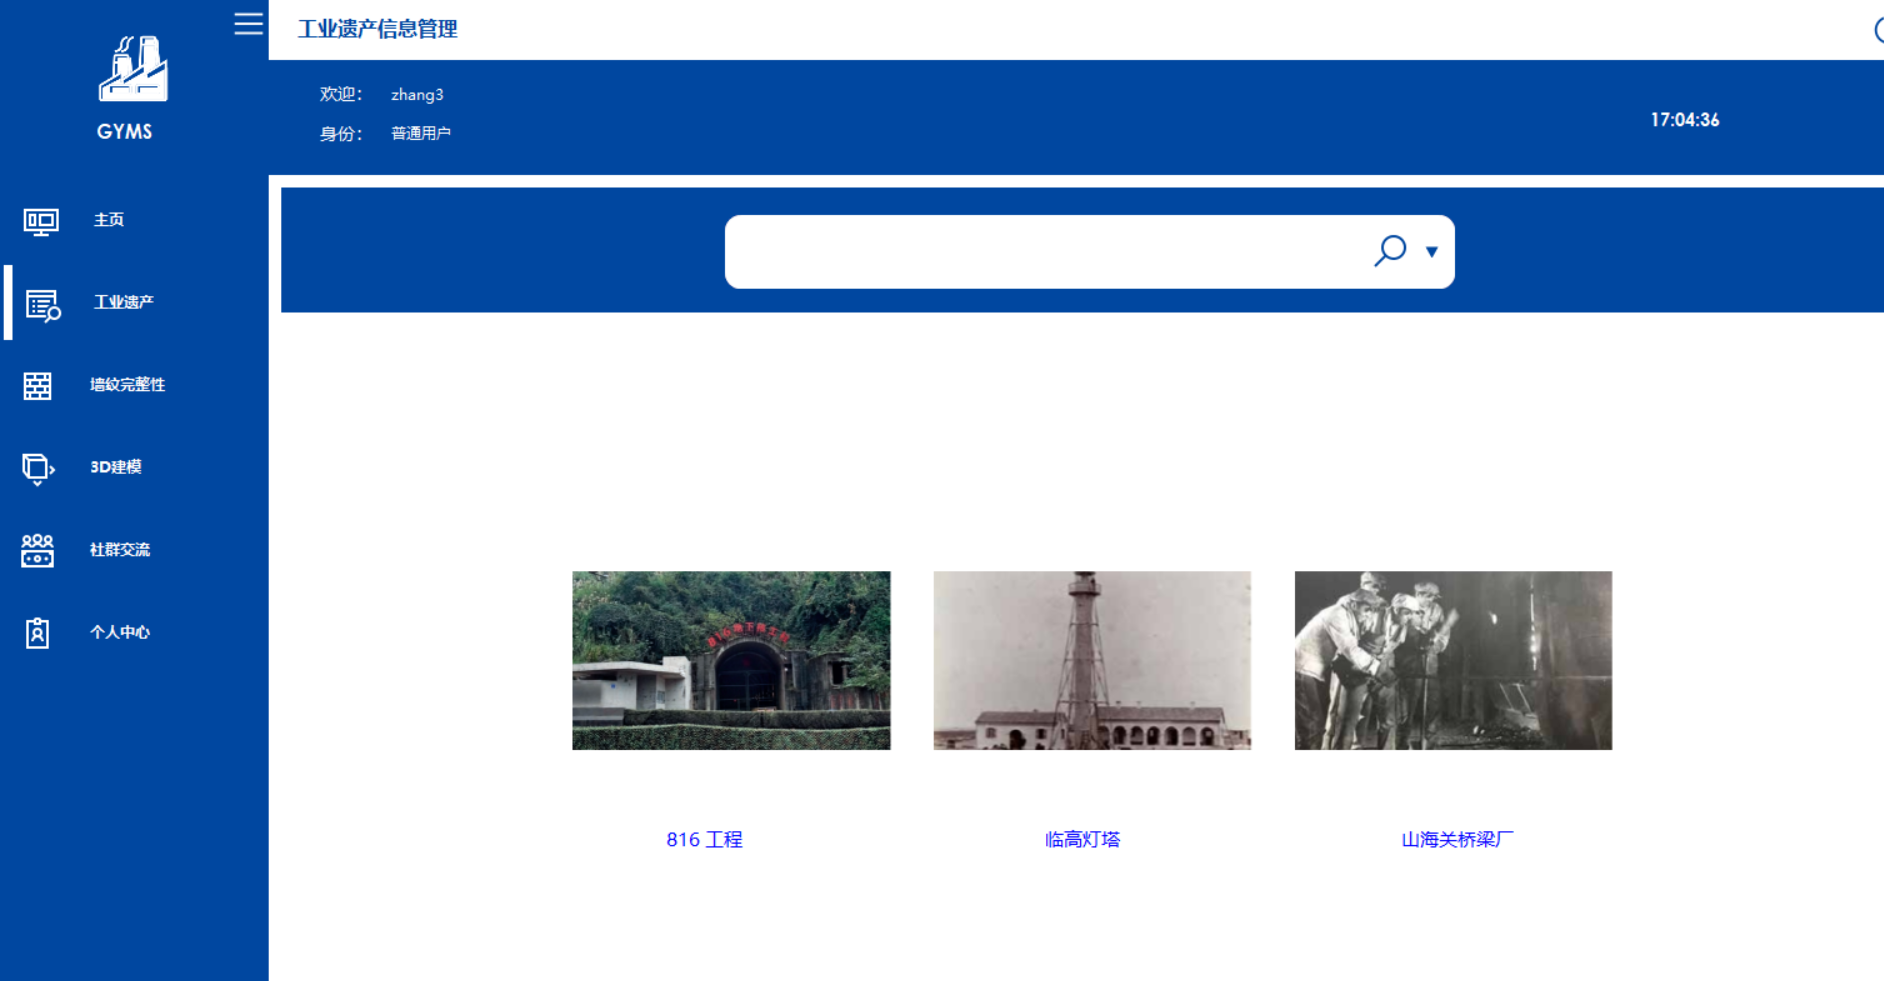 工业遗产信息管理
GYMS
欢迎： zhang3
身份： 普通用户
17:04:36
主页
工业遗产
墙纹完整性
3D建模
社群交流
个人中心
816 工程
临高灯塔
山海关桥梁厂